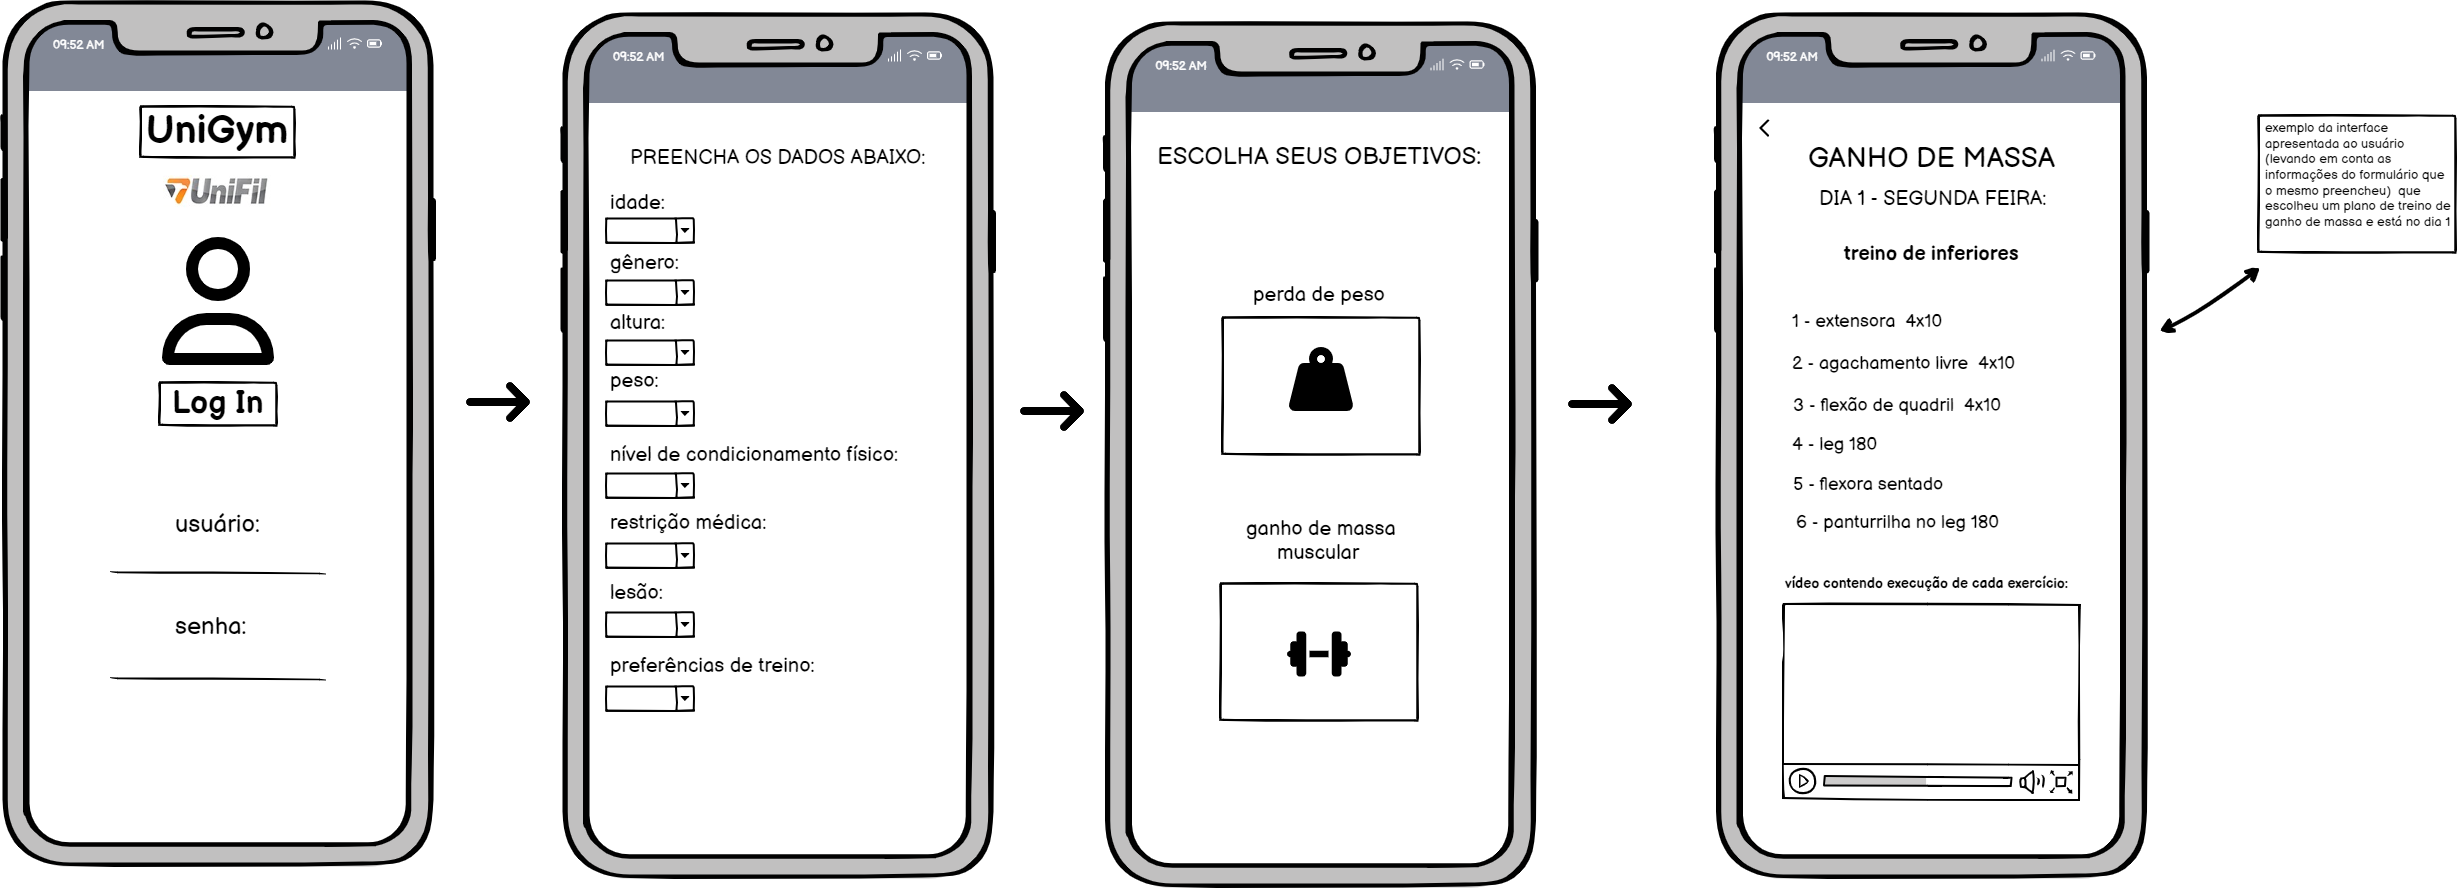 09:52 AM
UniGym
UniFil
Log In
usuário:
senha:
09:52 AM
PREENCHA OS DADOS ABAIXO:
idade:
gênero:
altura:
peso:
nível de condicionamento físico:
restrição médica:
lesão:
preferências de treino:
09:52 AM
ESCOLHA SEUS OBJETIVOS:
perda de peso
ganho de massa
muscular
09:52 AM
GANHO DE MASSA
DIA 1 - SEGUNDA FEIRA:
treino de inferiores
1 - extensora 4x10
2 - agachamento livre 4x10
3 - flexão de quadril 4x10
4 - leg 180
5 - flexora sentado
6 - panturrilha no leg 180
vídeo contendo execução de cada exercício:
exemplo da interface
apresentada ao usuário
(levando em conta as
informações do formulário que
o mesmo preencheu) que
escolheu um plano de treino de
ganho de massa e está no dia 1